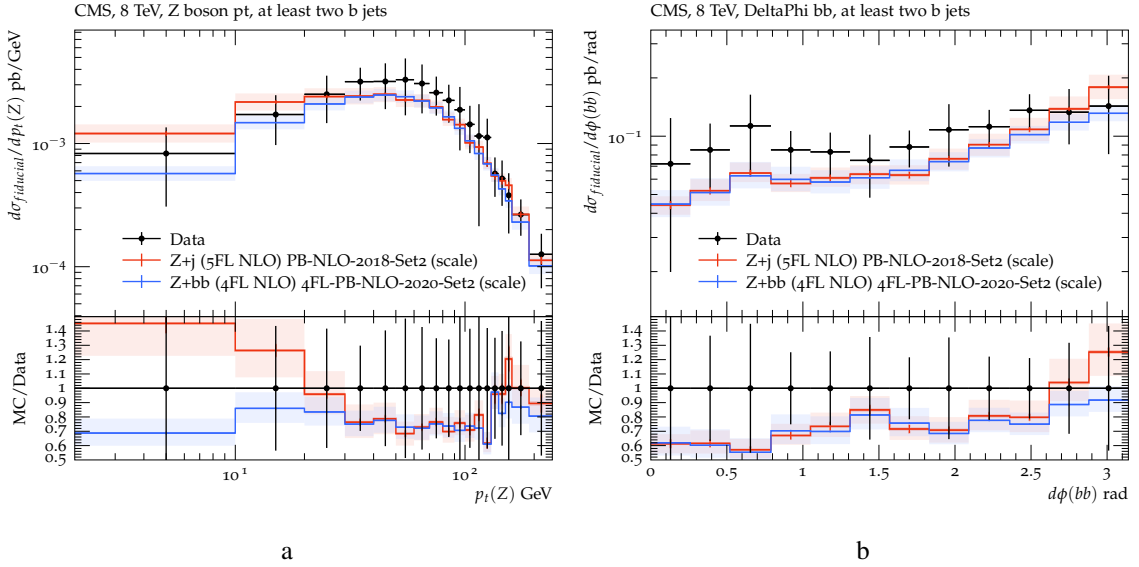 CMS, 8 TeV, Z boson pt, at least two b jets
dσ_fiducial/dp_t(Z) pb/GeV
10⁻³
10⁻⁴
Data
Z+j (5FL NLO) PB-NLO-2018-Set2 (scale)
Z+bb (4FL NLO) 4FL-PB-NLO-2020-Set2 (scale)
MC/Data
1.4
1.3
1.2
1.1
1
0.9
0.8
0.7
0.6
0.5
10¹
10²
p_t(Z) GeV
a
CMS, 8 TeV, DeltaPhi bb, at least two b jets
dσ_fiducial/dϕ(bb) pb/rad
10⁻¹
Data
Z+j (5FL NLO) PB-NLO-2018-Set2 (scale)
Z+bb (4FL NLO) 4FL-PB-NLO-2020-Set2 (scale)
MC/Data
1.4
1.3
1.2
1.1
1
0.9
0.8
0.7
0.6
0.5
0 0.5 1 1.5 2 2.5 3
dϕ(bb) rad
b